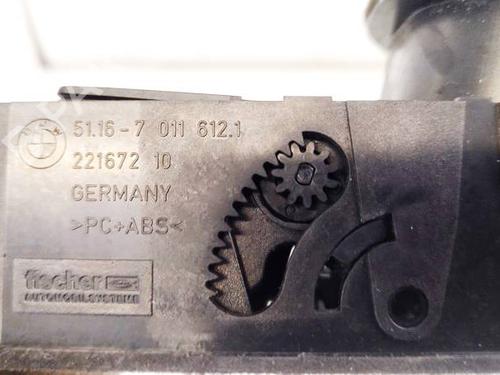 51.16-7 011 612.1
221672 10
GERMANY
>PC+ABS<
fischer
AUTOMOBILSYSTEME